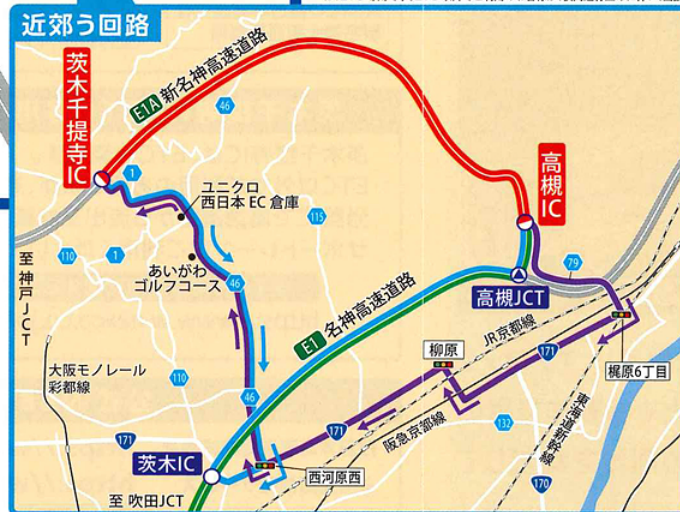 近郊う回路
茨木千提寺IC
E1A 新名神高速道路
46
高槻IC
1
ユニクロ
西日本 EC 倉庫
115
110
1
あいがわ
ゴルフコース
46
79
至 神戸JCT
高槻JCT
E1 名神高速道路
JR京都線
大阪モノレール
彩都線
柳原
171
梶原6丁目
110
46
171
171
阪急京都線
132
東海道新幹線
茨木IC
西河原西
170
至 吹田JCT